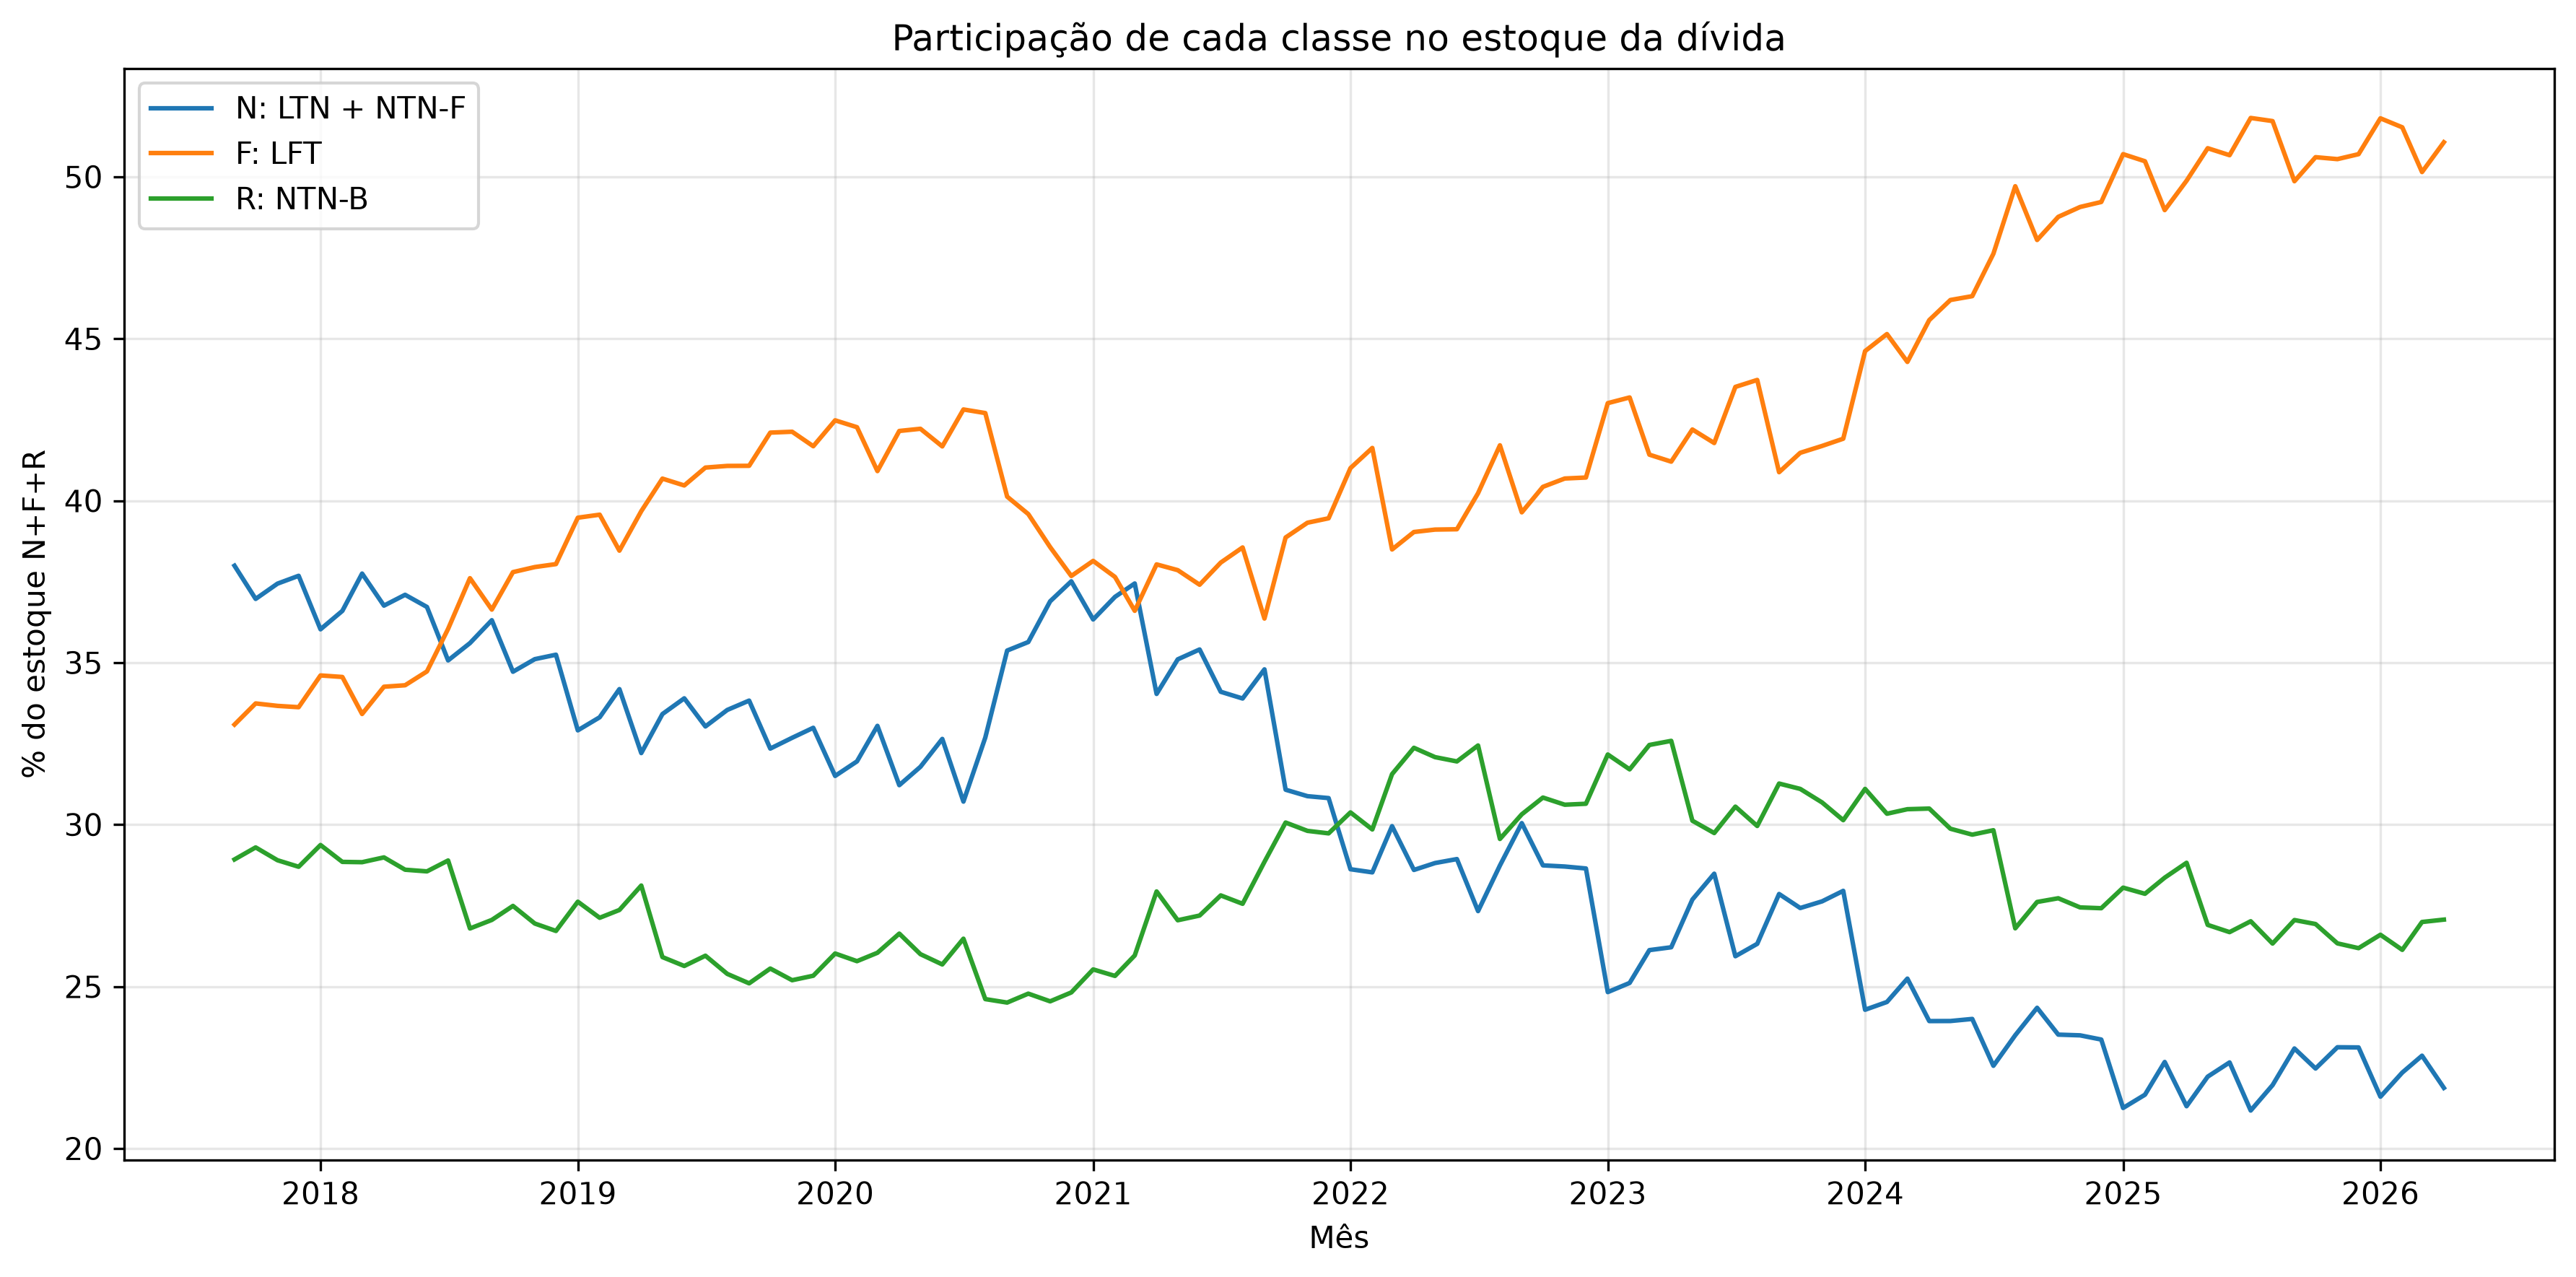 Participação de cada classe no estoque da dívida
N: LTN + NTN-F
F: LFT
R: NTN-B
% do estoque N+F+R
50
45
40
35
30
25
20
2018 2019 2020 2021 2022 2023 2024 2025 2026
Mês